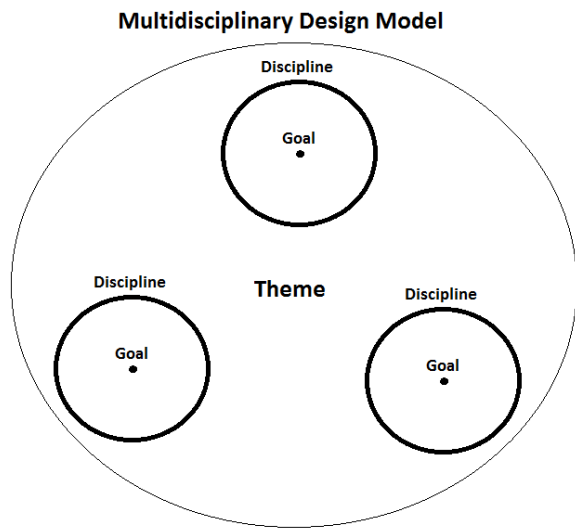 Multidisciplinary Design Model
Discipline
Goal
Discipline
Theme
Discipline
Goal
Goal